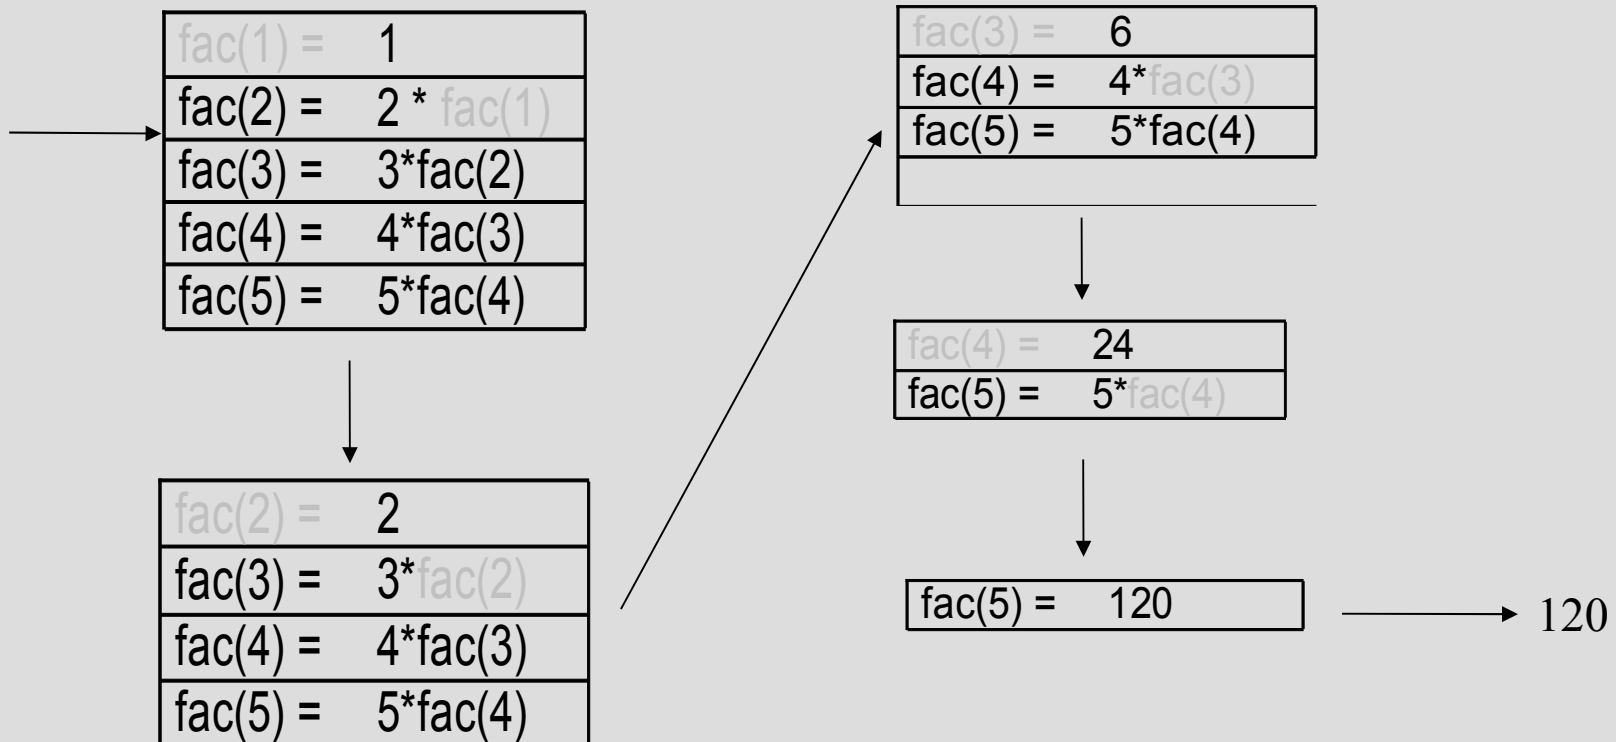 fac(1) = 1
fac(2) = 2 * fac(1)
fac(3) = 3*fac(2)
fac(4) = 4*fac(3)
fac(5) = 5*fac(4)
fac(2) = 2
fac(3) = 3*fac(2)
fac(4) = 4*fac(3)
fac(5) = 5*fac(4)
fac(3) = 6
fac(4) = 4*fac(3)
fac(5) = 5*fac(4)
fac(4) = 24
fac(5) = 5*fac(4)
fac(5) = 120
120